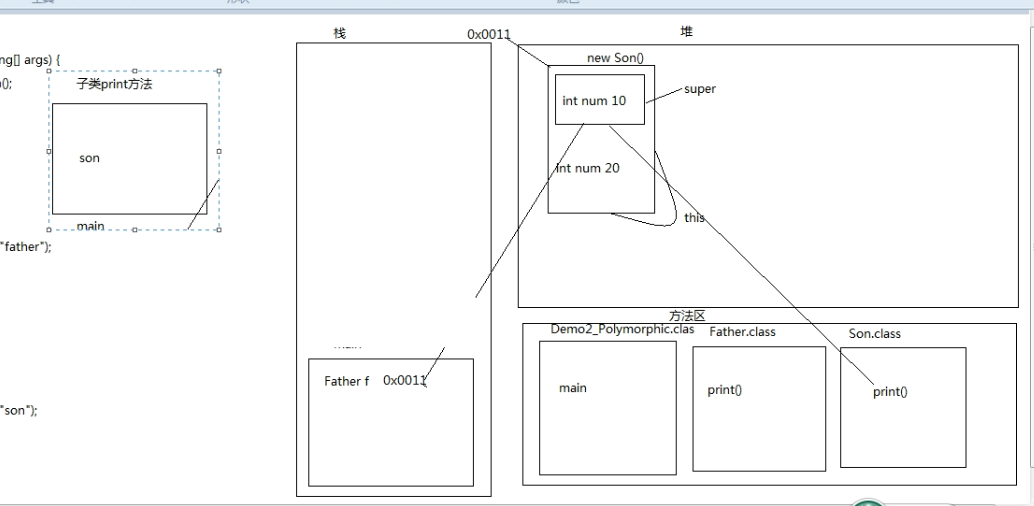 ng[] args) {
();
子类print方法
son
main
"father");
"son");
栈
0x0011
Father f 0x0011
堆
new Son()
int num 10
super
int num 20
this
方法区
Demo2_Polymorphic.clas
Father.class
Son.class
main
print()
print()